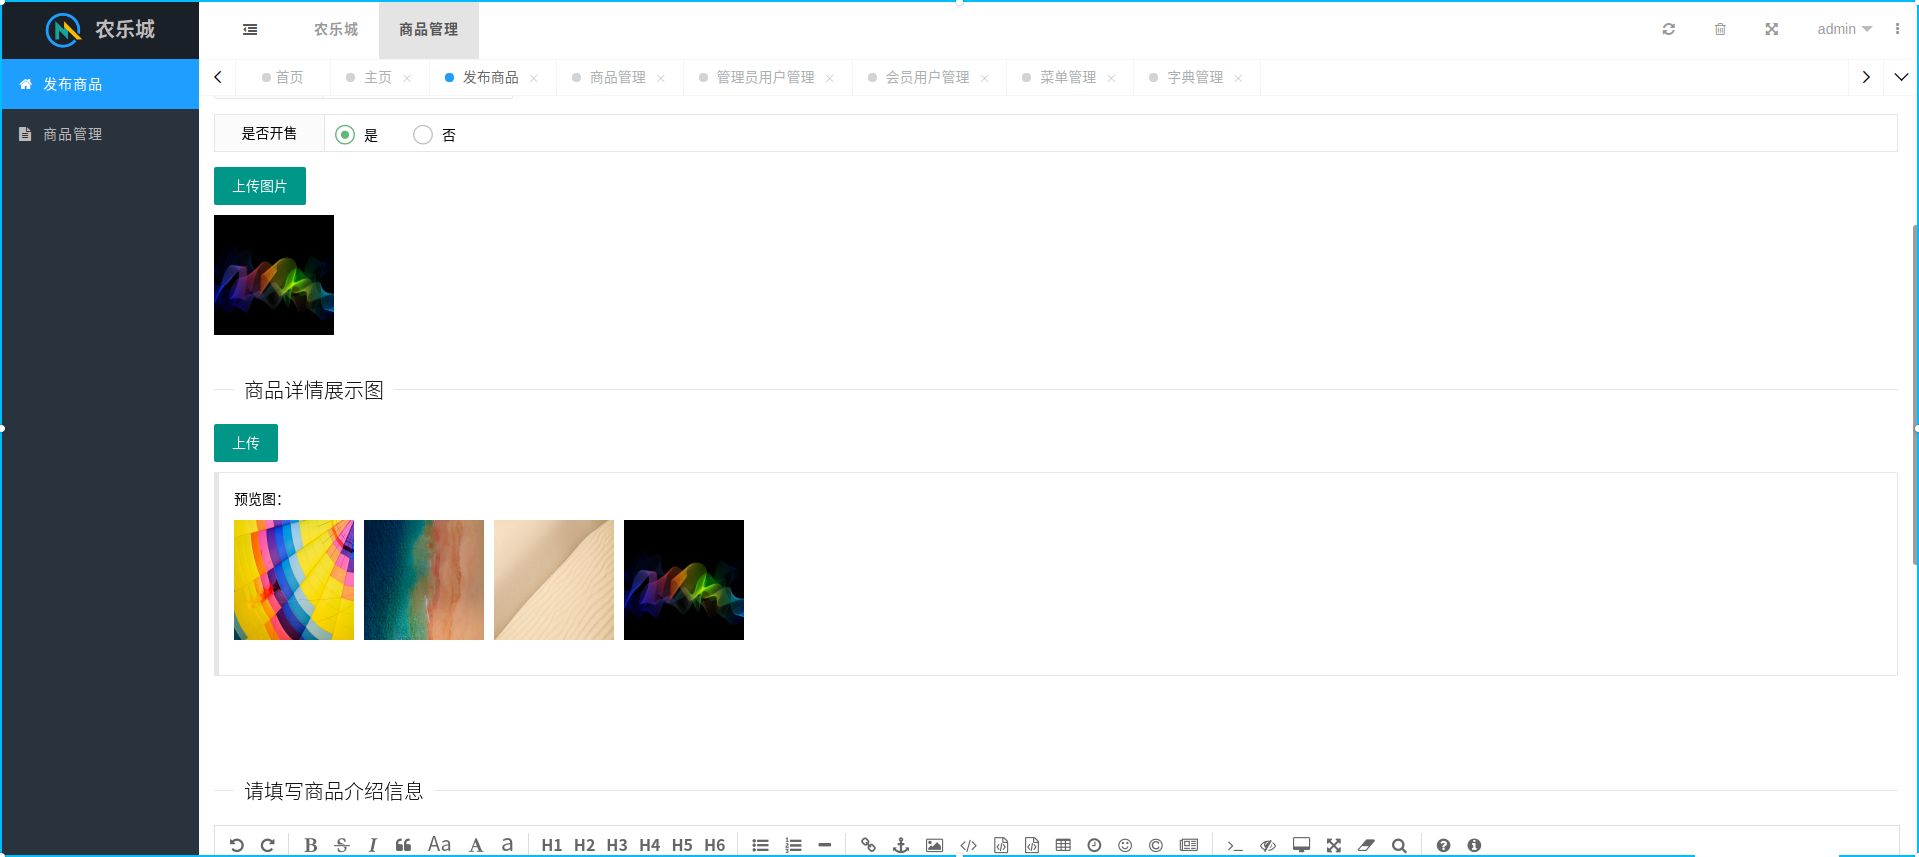 农乐城
农乐城 商品管理
admin
首页 主页 发布商品 商品管理 管理员用户管理 会员用户管理 菜单管理 字典管理
发布商品
商品管理
是否开售 是 否
上传图片
商品详情展示图
上传
预览图:
请填写商品介绍信息
B S I Aa A a H1 H2 H3 H4 H5 H6